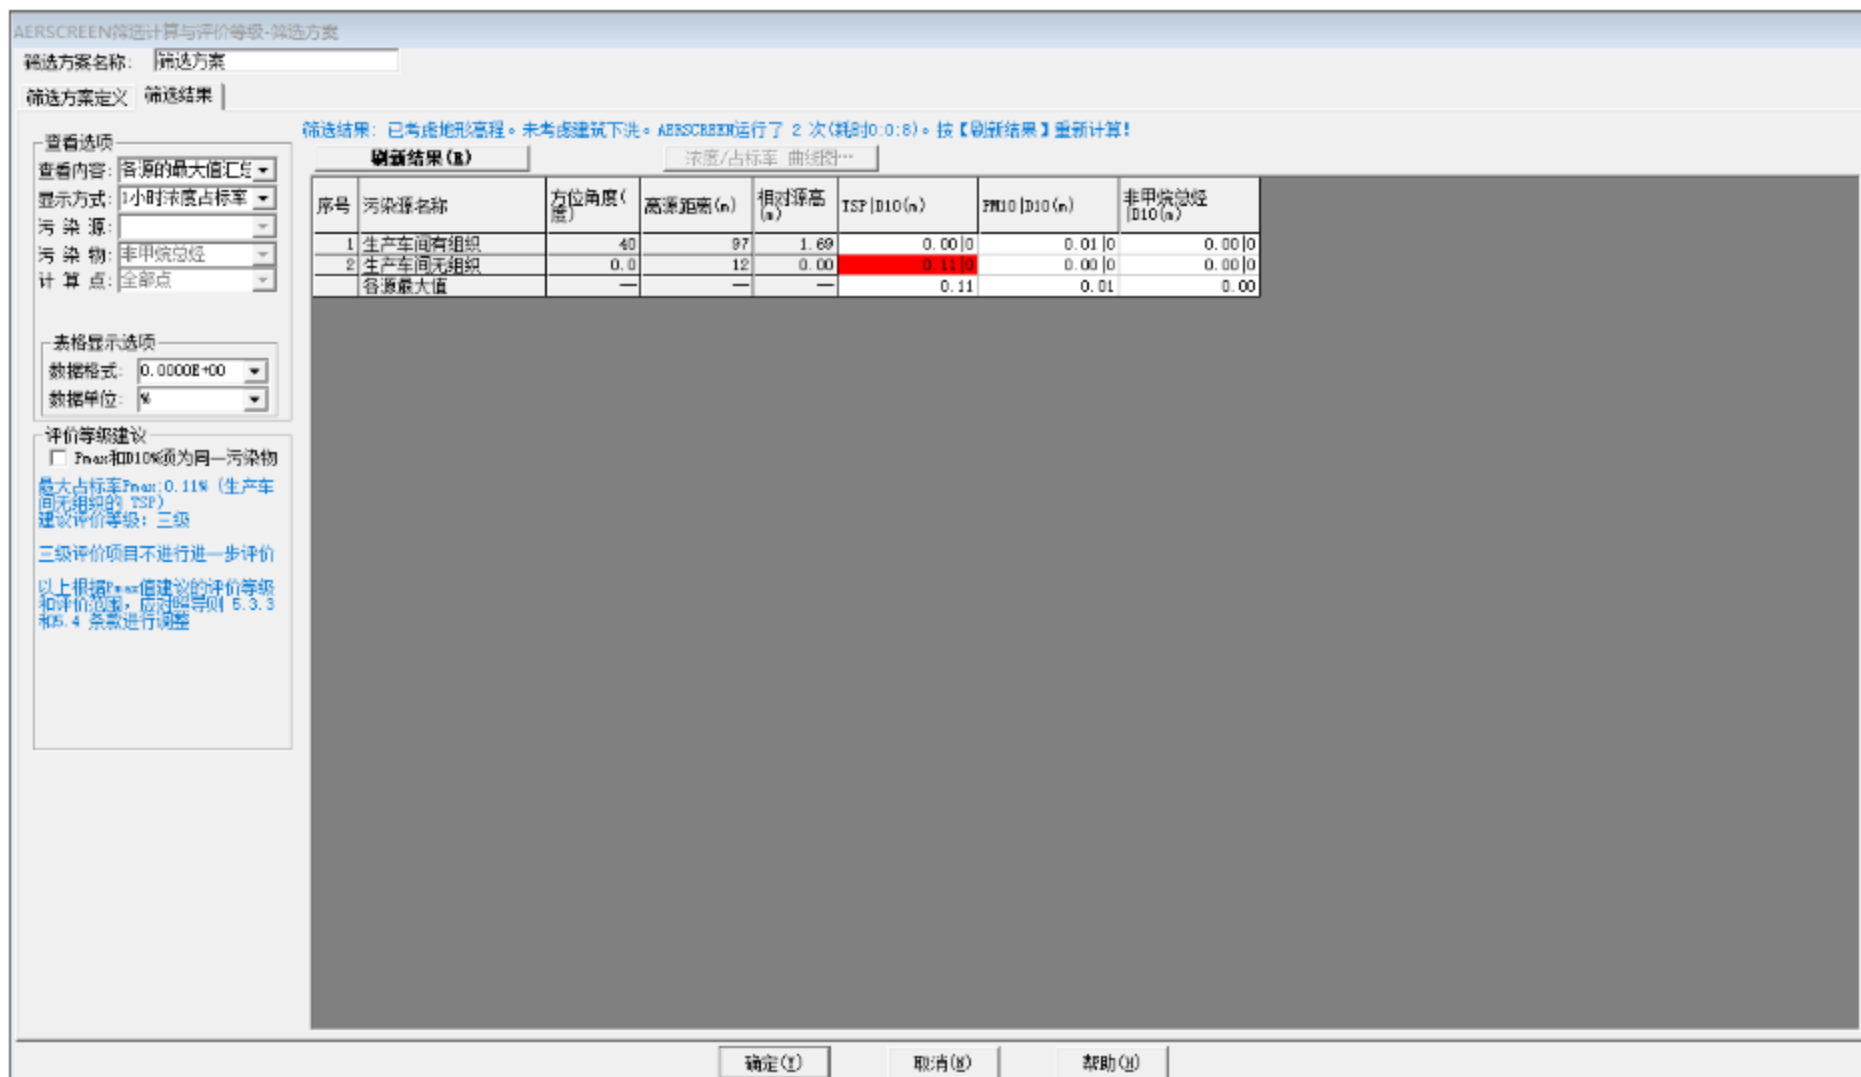 AERSCREEN筛选计算与评价等级-筛选方案
筛选方案名称: 筛选方案
筛选方案定义 筛选结果
筛选结果: 已考虑地形高程。未考虑建筑下洗。AERSCREEN运行了 2 次(耗时0:0:8)。按【刷新结果】重新计算!
刷新结果(R) 浓度/占标率 曲线图…
查看选项
查看内容: 各源的最大值汇总
显示方式: 1小时浓度占标率
污 染 源:
污 染 物: 非甲烷总烃
计 算 点: 全部点
表格显示选项
数据格式: 0.0000E+00
数据单位: %
评价等级建议
Pmax和D10%须为同一污染物
最大占标率Pmax:0.11% (生产车
间无组织的 TSP)
建议评价等级: 三级
三级评价项目不进行进一步评价
以上根据Pmax值建议的评价等级
和评价范围,应对照导则 5.3.3
和5.4 条款进行调整
序号 污染源名称 方位角度(度) 离源距离(m) 相对源高(m) TSP|D10(m) PM10|D10(m) 非甲烷总烃|D10(m)
1 生产车间有组织 40 97 1.69 0.00|0 0.01|0 0.00|0
2 生产车间无组织 0.0 12 0.00 0.11|0 0.00|0 0.00|0
各源最大值 — — — 0.11 0.01 0.00
确定(Y) 取消(N) 帮助(H)